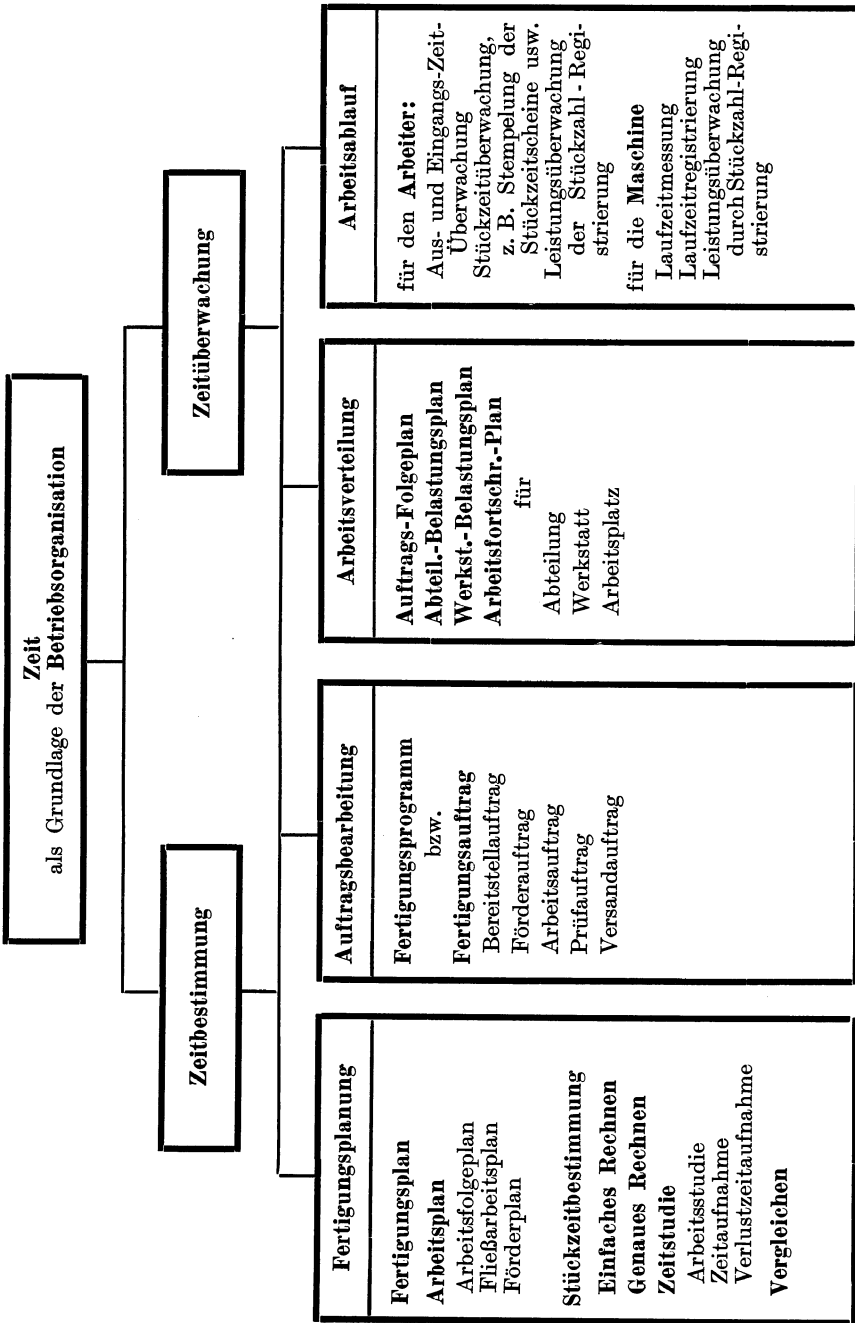 Zeit
als Grundlage der Betriebsorganisation
Zeitbestimmung
Zeitüberwachung
Fertigungsplanung
Fertigungsplan
Arbeitsplan
Arbeitsfolgeplan
Fließarbeitsplan
Förderplan
Stückzeitbestimmung
Einfaches Rechnen
Genaues Rechnen
Zeitstudie
Arbeitsstudie
Zeitaufnahme
Verlustzeitaufnahme
Vergleichen
Auftragsbearbeitung
Fertigungsprogramm
bzw.
Fertigungsauftrag
Bereitstellauftrag
Förderauftrag
Arbeitsauftrag
Prüfauftrag
Versandauftrag
Arbeitsverteilung
Auftrags-Folgeplan
Abteil.-Belastungsplan
Werkst.-Belastungsplan
Arbeitsfortschr.-Plan
für
Abteilung
Werkstatt
Arbeitsplatz
Arbeitsablauf
für den Arbeiter:
Aus- und Eingangs-Zeit-
Überwachung
Stückzeitüberwachung,
z. B. Stempelung der
Stückzeitscheine usw.
Leistungsüberwachung
der Stückzahl-Regi-
strierung
für die Maschine
Laufzeitmessung
Laufzeitregistrierung
Leistungsüberwachung
durch Stückzahl-Regi-
strierung